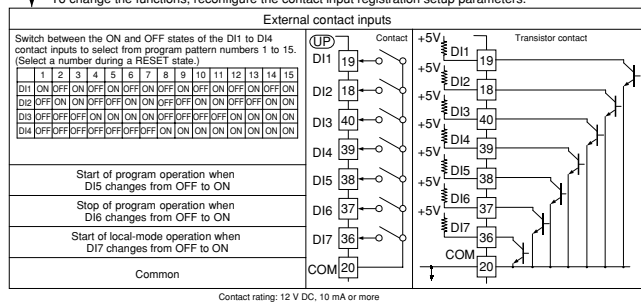 To change the functions, reconfigure the contact input registration setup parameters.
External contact inputs
Switch between the ON and OFF states of the DI1 to DI4
contact inputs to select from program pattern numbers 1 to 15.
(Select a number during a RESET state.)
1 2 3 4 5 6 7 8 9 10 11 12 13 14 15
DI1 ON OFF ON OFF ON OFF ON OFF ON OFF ON OFF ON OFF ON
DI2 OFF ON ON OFF OFF ON ON OFF OFF ON ON OFF OFF ON ON
DI3 OFF OFF OFF ON ON ON ON OFF OFF OFF OFF ON ON ON ON
DI4 OFF OFF OFF OFF OFF OFF OFF ON ON ON ON ON ON ON ON
Start of program operation when
DI5 changes from OFF to ON
Stop of program operation when
DI6 changes from OFF to ON
Start of local-mode operation when
DI7 changes from OFF to ON
Common
UP Contact
DI1 19
DI2 18
DI3 40
DI4 39
DI5 38
DI6 37
DI7 36
COM 20
+5V Transistor contact
DI1 19
+5V
DI2 18
+5V
DI3 40
+5V
DI4 39
+5V
DI5 38
+5V
DI6 37
+5V
DI7 36
COM 20
Contact rating: 12 V DC, 10 mA or more